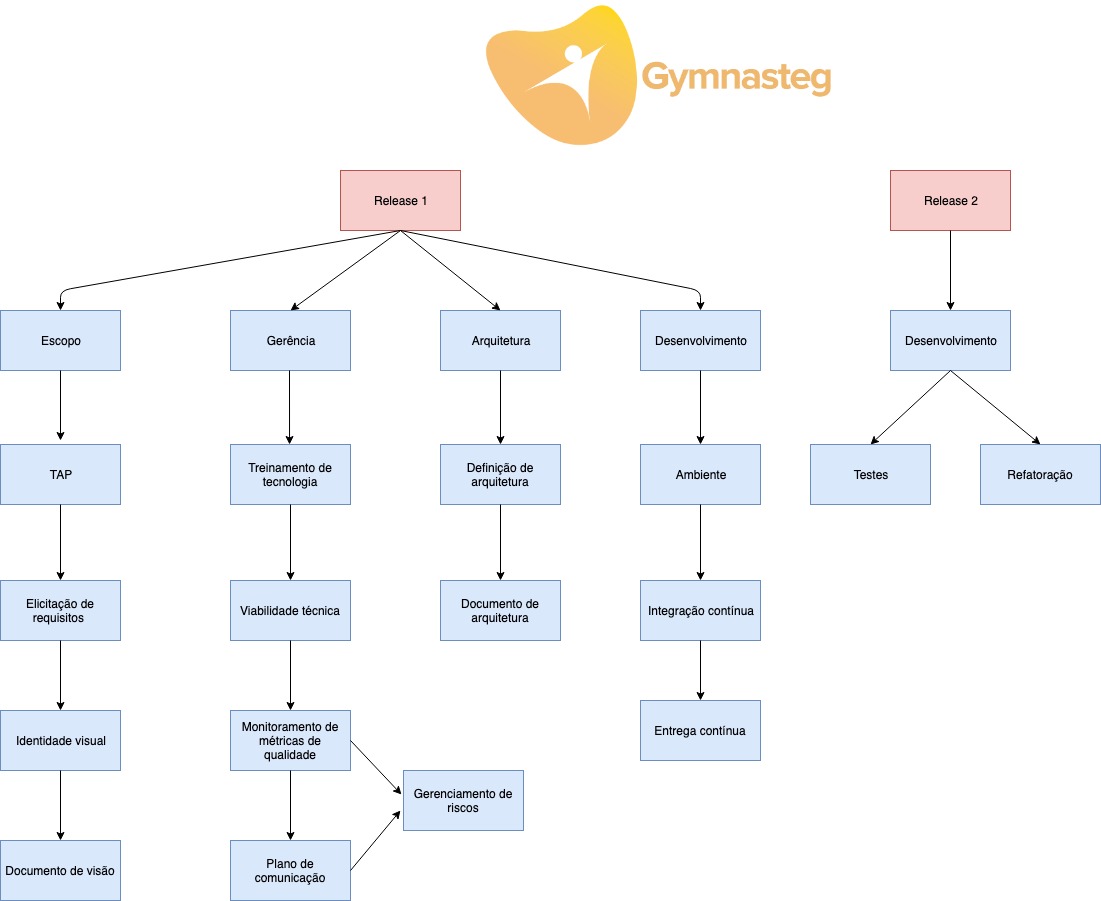 Gymnasteg
Release 1
Release 2
Escopo
Gerência
Arquitetura
Desenvolvimento
Desenvolvimento
TAP
Treinamento de
tecnologia
Definição de
arquitetura
Ambiente
Testes
Refatoração
Elicitação de
requisitos
Viabilidade técnica
Documento de
arquitetura
Integração contínua
Identidade visual
Monitoramento de
métricas de
qualidade
Entrega contínua
Gerenciamento de
riscos
Documento de visão
Plano de
comunicação